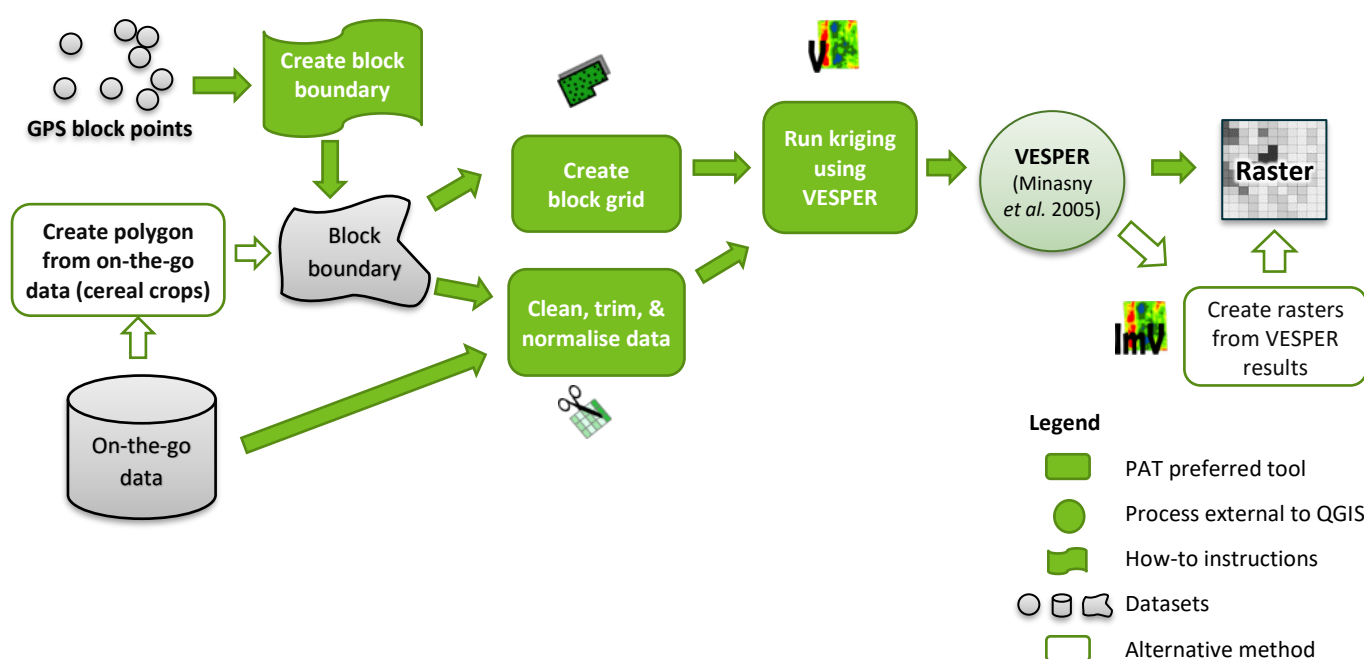 GPS block points
Create block
boundary
Create polygon
from on-the-go
data (cereal crops)
Block
boundary
On-the-go
data
Create
block grid
Clean, trim, &
normalise data
V
Run kriging
using
VESPER
VESPER
(Minasny
et al. 2005)
Raster
ImV
Create rasters
from VESPER
results
Legend
PAT preferred tool
Process external to QGIS
How-to instructions
Datasets
Alternative method